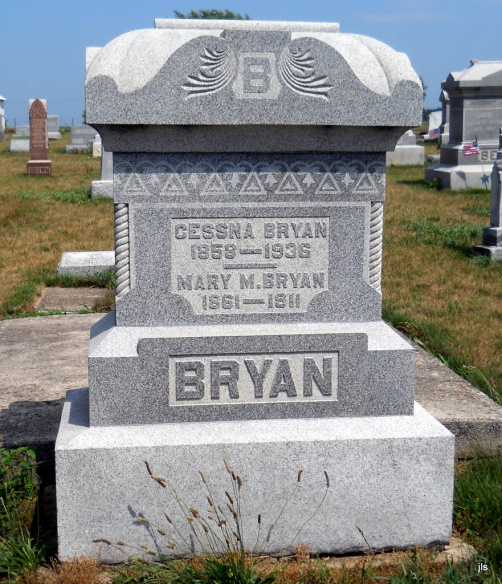 B
CESSNA BRYAN
1858—1936
MARY M. BRYAN
1861—1911
BRYAN
jls